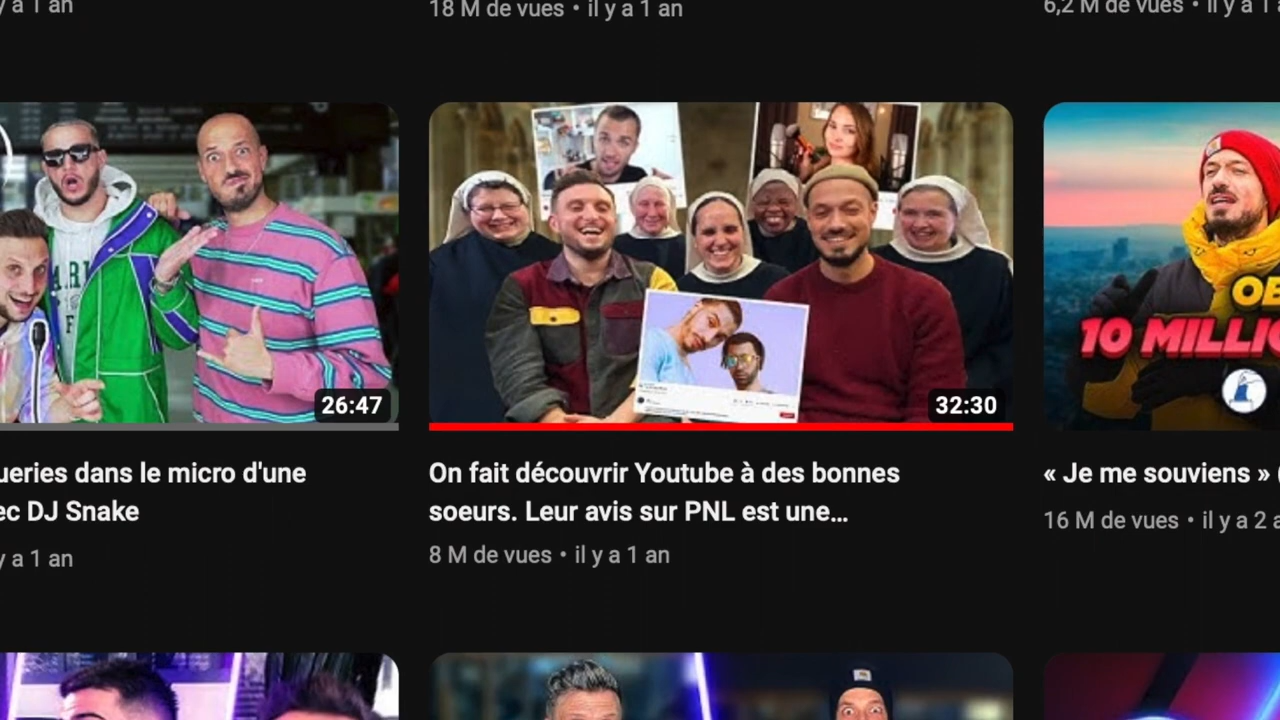 y a 1 an
18 M de vues • il y a 1 an
6,2 M de vues • il y a 1 a
26:47
32:30
10 MILLIO
ueries dans le micro d'une
ec DJ Snake
y a 1 an
On fait découvrir Youtube à des bonnes
soeurs. Leur avis sur PNL est une…
8 M de vues • il y a 1 an
« Je me souviens »
16 M de vues • il y a 2 a